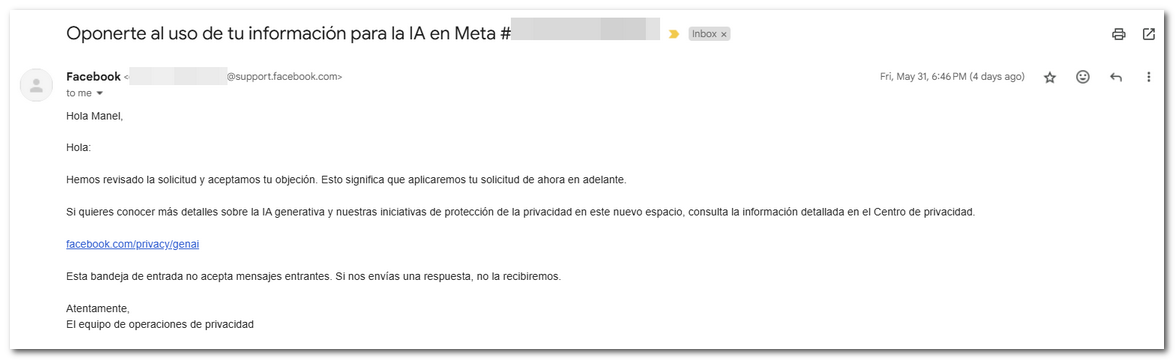 Oponerte al uso de tu información para la IA en Meta #
Inbox ×
Facebook <@support.facebook.com>
Fri, May 31, 6:46 PM (4 days ago)
to me
Hola Manel,
Hola:
Hemos revisado la solicitud y aceptamos tu objeción. Esto significa que aplicaremos tu solicitud de ahora en adelante.
Si quieres conocer más detalles sobre la IA generativa y nuestras iniciativas de protección de la privacidad en este nuevo espacio, consulta la información detallada en el Centro de privacidad.
facebook.com/privacy/genai
Esta bandeja de entrada no acepta mensajes entrantes. Si nos envías una respuesta, no la recibiremos.
Atentamente,
El equipo de operaciones de privacidad